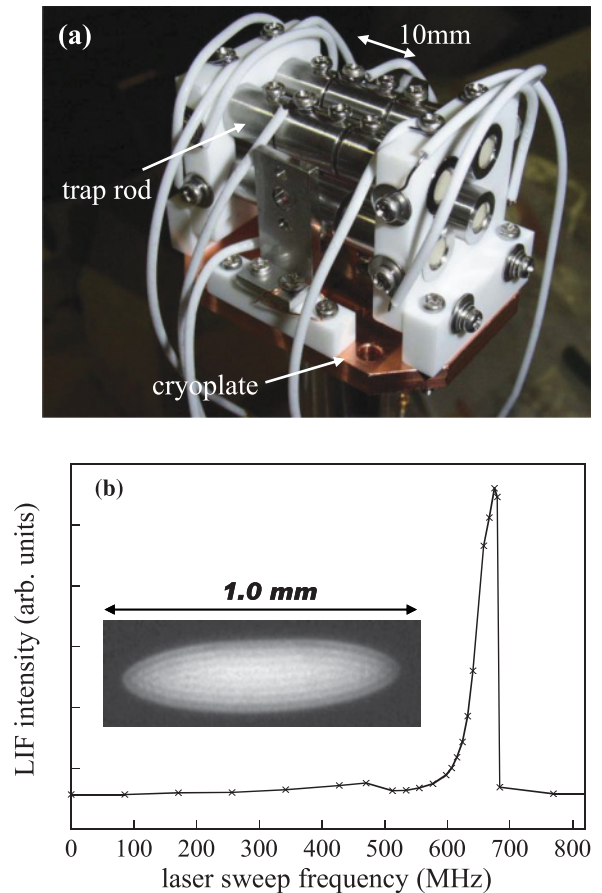 (a)
10mm
trap rod
cryoplate
(b)
1.0 mm
LIF intensity (arb. units)
0 100 200 300 400 500 600 700 800
laser sweep frequency (MHz)